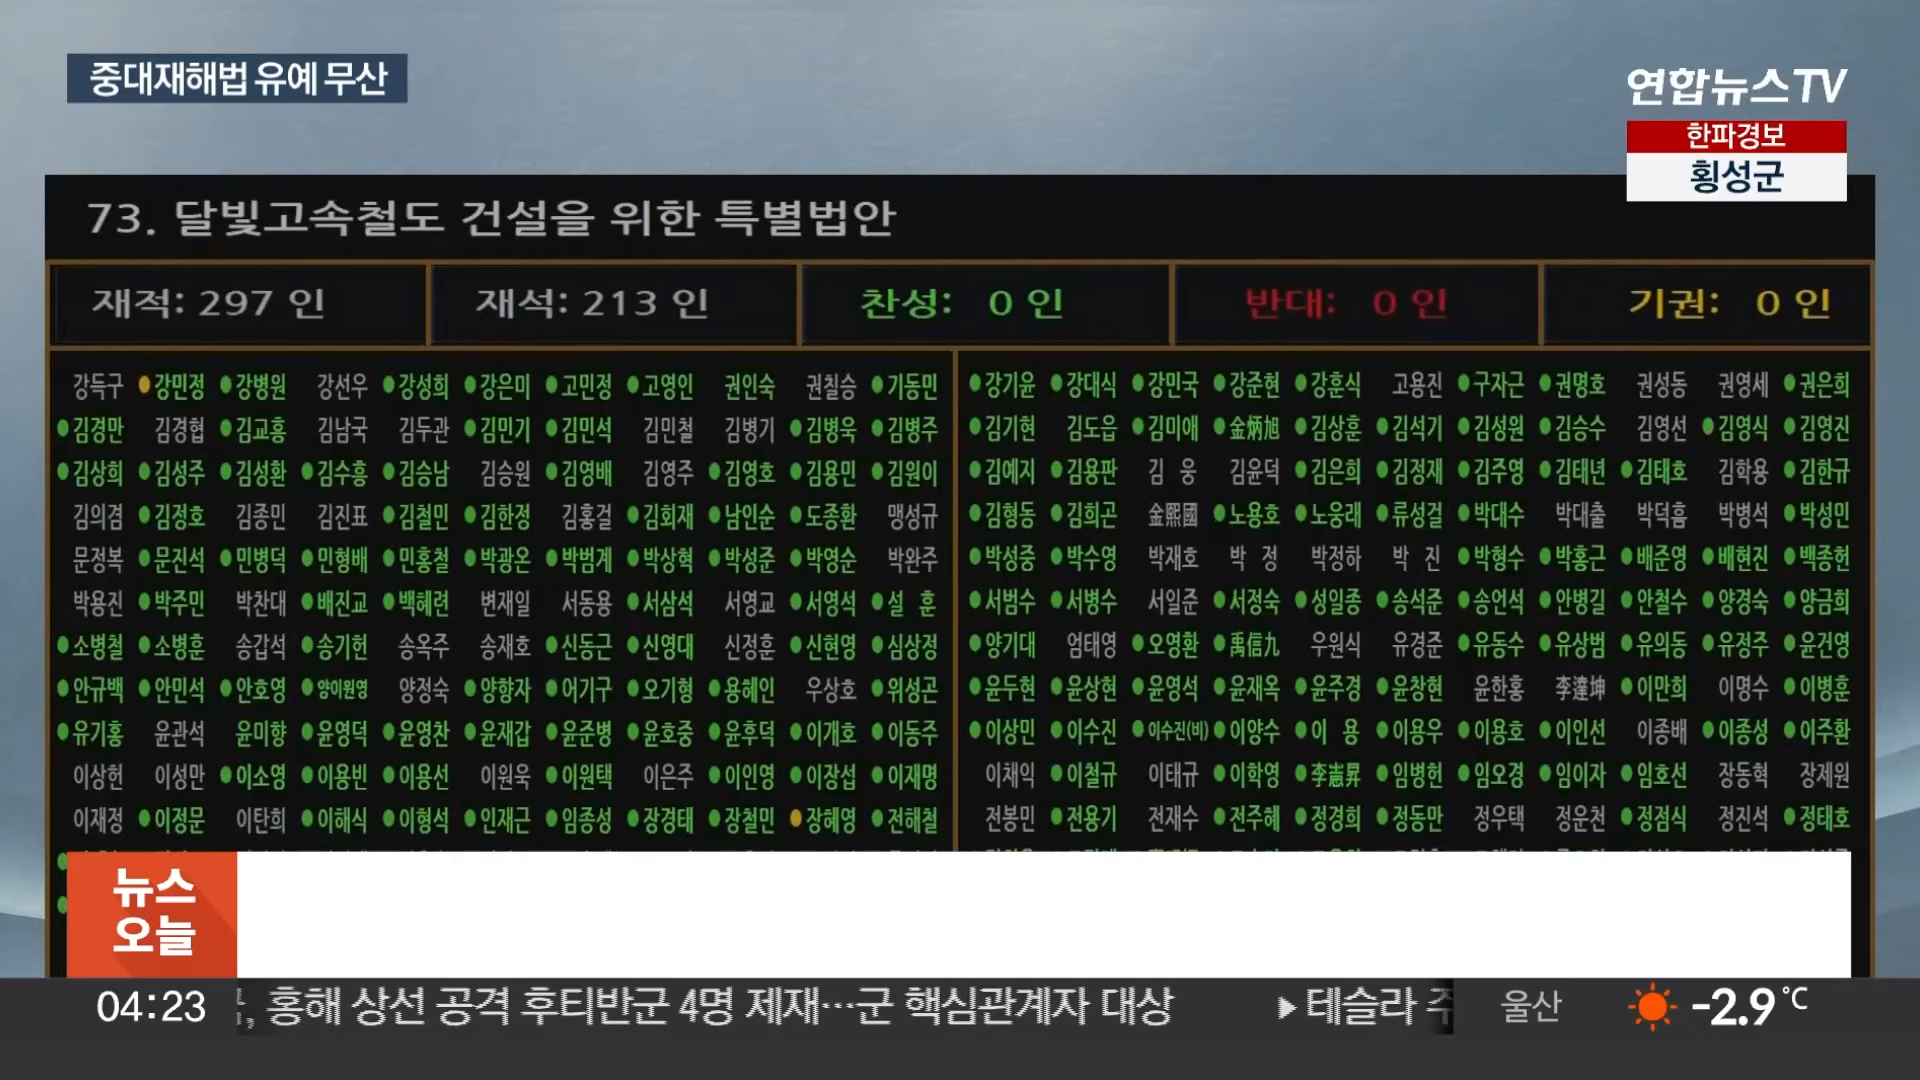 중대재해법 유예 무산
연합뉴스TV
한파경보
횡성군
73. 달빛고속철도 건설을 위한 특별법안
재적: 297 인 재석: 213 인 찬성: 0 인 반대: 0 인 기권: 0 인
강득구 강민정 강병원 강선우 강성희 강은미 고민정 고영인 권인숙 권칠승 기동민 강기윤 강대식 강민국 강준현 강훈식 고용진 구자근 권명호 권성동 권영세 권은희
김경만 김경협 김교흥 김남국 김두관 김민기 김민석 김민철 김병기 김병욱 김병주 김기현 김도읍 김미애 金炳旭 김상훈 김석기 김성원 김승수 김영선 김영식 김영진
김상희 김성주 김성환 김수흥 김승남 김승원 김영배 김영주 김영호 김용민 김원이 김예지 김용판 김 웅 김윤덕 김은희 김정재 김주영 김태년 김태호 김학용 김한규
김의겸 김정호 김종민 김진표 김철민 김한정 김홍걸 김회재 남인순 도종환 맹성규 김형동 김희곤 金熙國 노용호 노웅래 류성걸 박대수 박대출 박덕흠 박병석 박성민
문정복 문진석 민병덕 민형배 민홍철 박광온 박범계 박상혁 박성준 박영순 박완주 박성중 박수영 박재호 박 정 박정하 박 진 박형수 박홍근 배준영 배현진 백종헌
박용진 박주민 박찬대 배진교 백혜련 변재일 서동용 서삼석 서영교 서영석 설 훈 서범수 서병수 서일준 서정숙 성일종 송석준 송언석 안병길 안철수 양경숙 양금희
소병철 소병훈 송갑석 송기헌 송옥주 송재호 신동근 신영대 신정훈 신현영 심상정 양기대 엄태영 오영환 禹信九 우원식 유경준 유동수 유상범 유의동 유정주 윤건영
안규백 안민석 안호영 양이원영 양정숙 양향자 어기구 오기형 용혜인 우상호 위성곤 윤두현 윤상현 윤영석 윤재옥 윤주경 윤창현 윤한홍 李達坤 이만희 이명수 이병훈
유기홍 윤관석 윤미향 윤영덕 윤영찬 윤재갑 윤준병 윤호중 윤후덕 이개호 이동주 이상민 이수진 이수진(비) 이양수 이 용 이용우 이용호 이인선 이종배 이종성 이주환
이상헌 이성만 이소영 이용빈 이용선 이원욱 이원택 이은주 이인영 이장섭 이재명 이채익 이철규 이태규 이학영 李憲昇 임병헌 임오경 임이자 임호선 장동혁 장제원
이재정 이정문 이탄희 이해식 이형석 인재근 임종성 장경태 장철민 장혜영 전해철 전봉민 전용기 전재수 전주혜 정경희 정동만 정우택 정운천 정점식 정진석 정태호
뉴스
오늘
04:23 , 홍해 상선 공격 후티반군 4명 제재…군 핵심관계자 대상 ▶테슬라 울산 -2.9℃